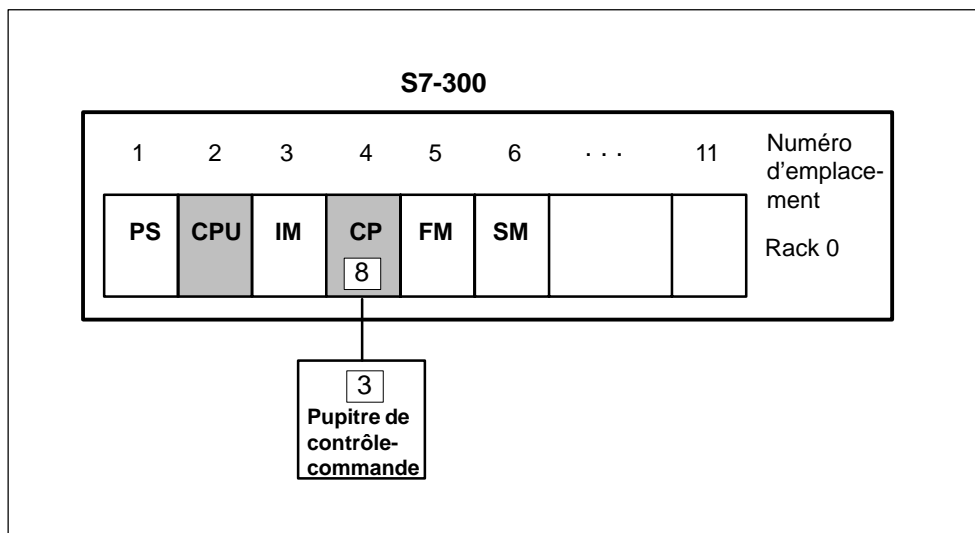 S7-300
1 2 3 4 5 6 . . . 11
Numéro
d'emplace-
ment
Rack 0
PS CPU IM CP FM SM
8
3
Pupitre de
contrôle-
commande